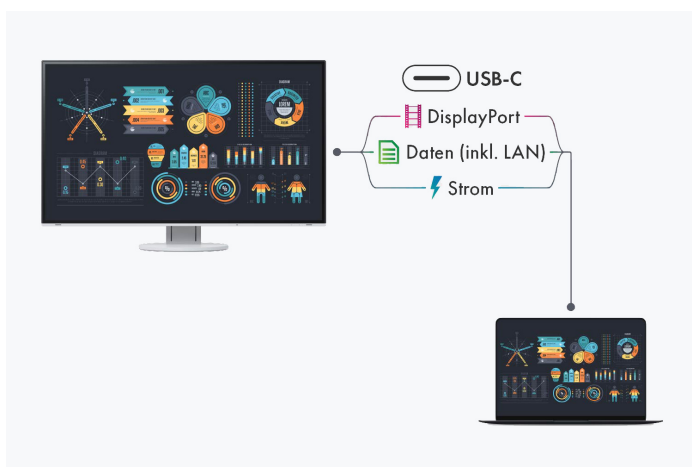 USB-C
DisplayPort
Daten (inkl. LAN)
Strom